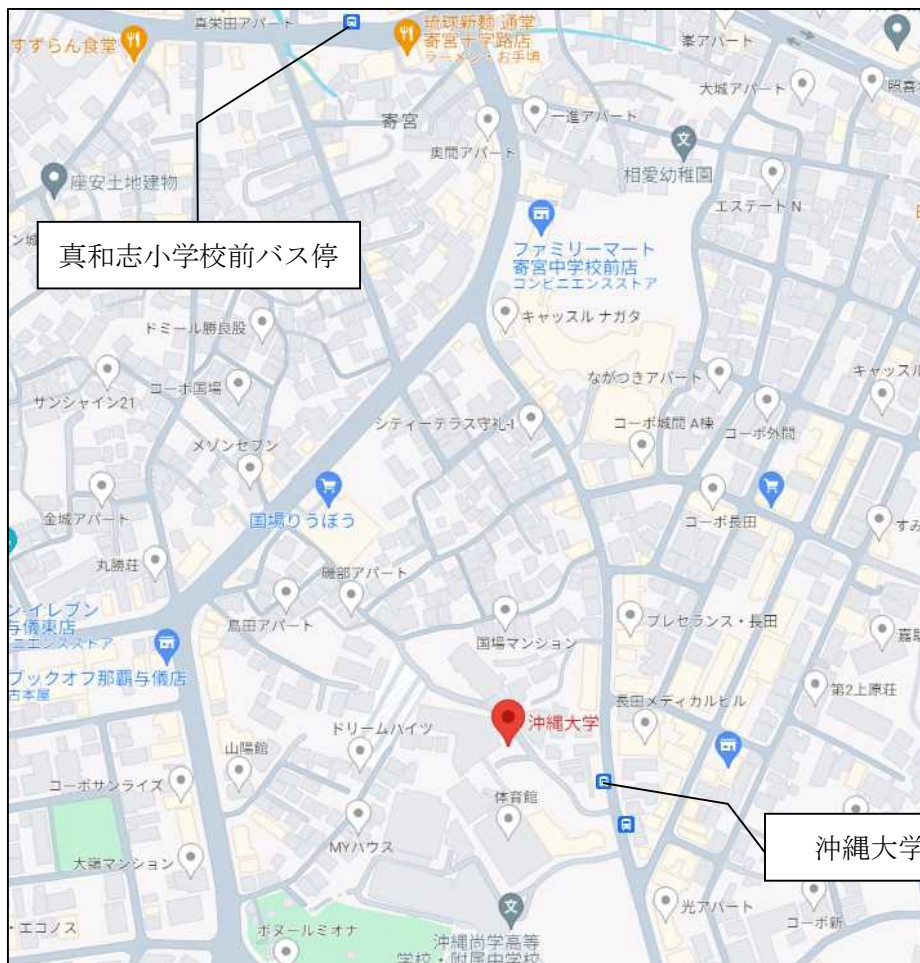 真栄田アパート
琉球新麺 通堂
寄宮十字路店
ラーメン・お手頃
すずらん食堂
峯アパート
大城アパート
照喜
寄宮
一進アパート
奥間アパート
相愛幼稚園
座安土地建物
エステート N
真和志小学校前バス停
ファミリーマート
寄宮中学校前店
コンビニエンスストア
キャッスル ナガタ
ドミール勝良股
ながつきアパート
キャッスル
サンシャイン21
コーポ国場
シティーテラス守礼-I
コーポ城間 A棟
コーポ外間
メゾンセブン
金城アパート
国場りうぼう
コーポ長田
すみ
丸勝荘
磯部アパート
ン-イレブン
与儀東店
ニエンスストア
島田アパート
国場マンション
プレセランス・長田
ブックオフ那覇与儀店
古本屋
長田メディカルビル
第2上原荘
沖縄大学
ドリームハイツ
山陽館
コーポサンライズ
体育館
MYハウス
大嶺マンション
沖縄大学
光アパート
コーポ新
・エコノス
ボヌールミオナ
沖縄尚学高等
学校・附属中学校